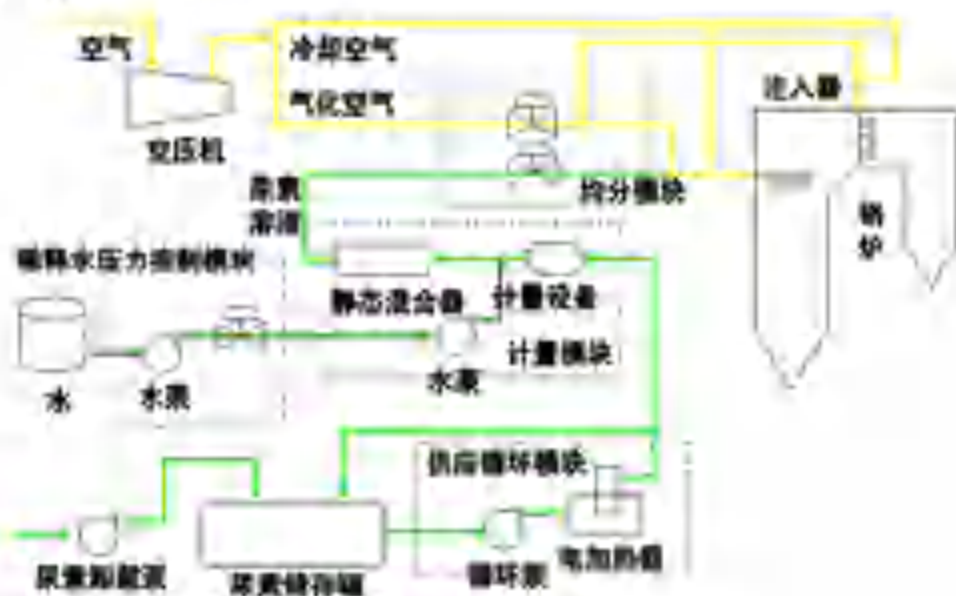 空气
冷却空气
气化空气
注入器
空压机
尿素
溶液
均分模块
锅
炉
稀释水压力控制模块
静态混合器
计量设备
计量模块
水
水泵
水泵
供应循环模块
尿素卸载泵
尿素储存罐
循环泵
电加热器